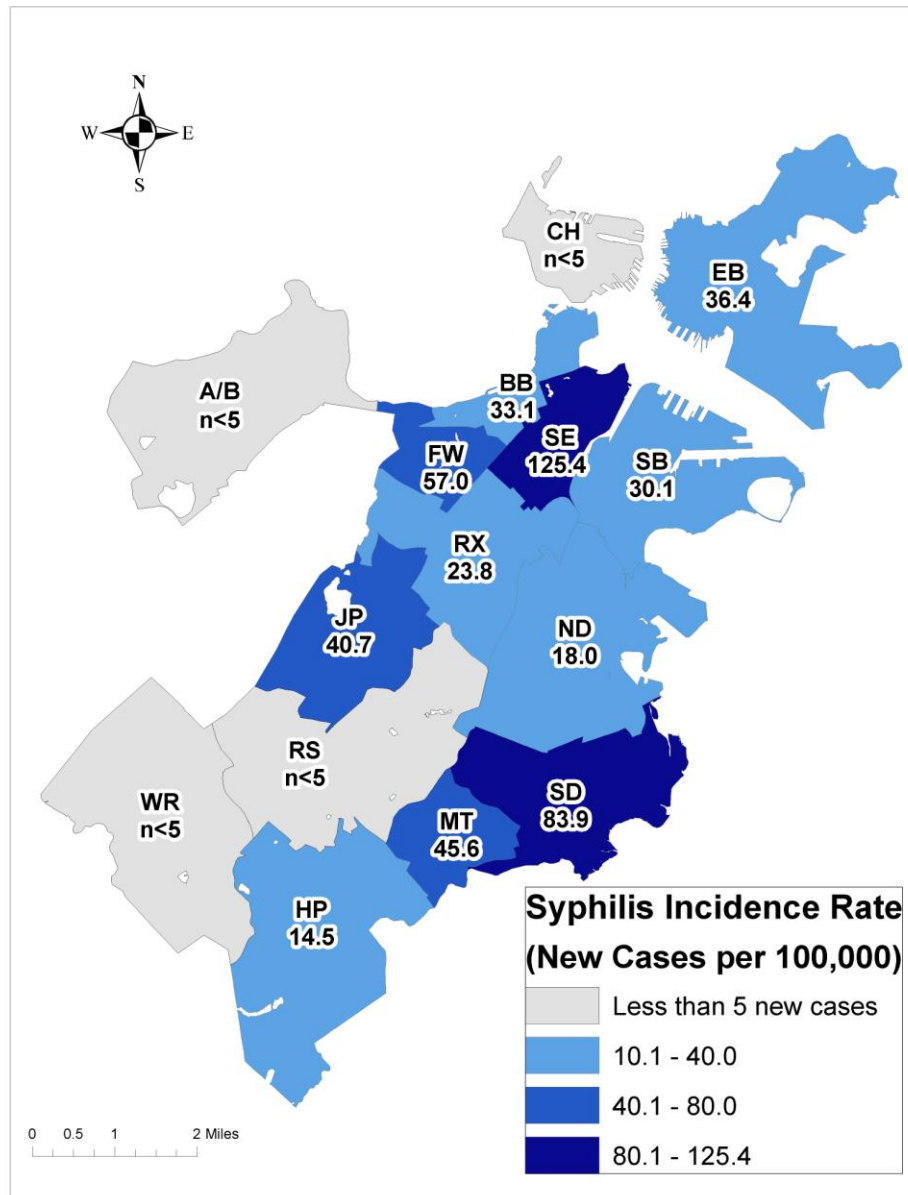 N
W E
S
CH
n<5
EB
36.4
A/B
n<5
BB
33.1
SE
125.4
SB
30.1
FW
57.0
RX
23.8
JP
40.7
ND
18.0
RS
n<5
WR
n<5
SD
83.9
MT
45.6
HP
14.5
Syphilis Incidence Rate
(New Cases per 100,000)
Less than 5 new cases
10.1 - 40.0
40.1 - 80.0
80.1 - 125.4
0 0.5 1 2 Miles